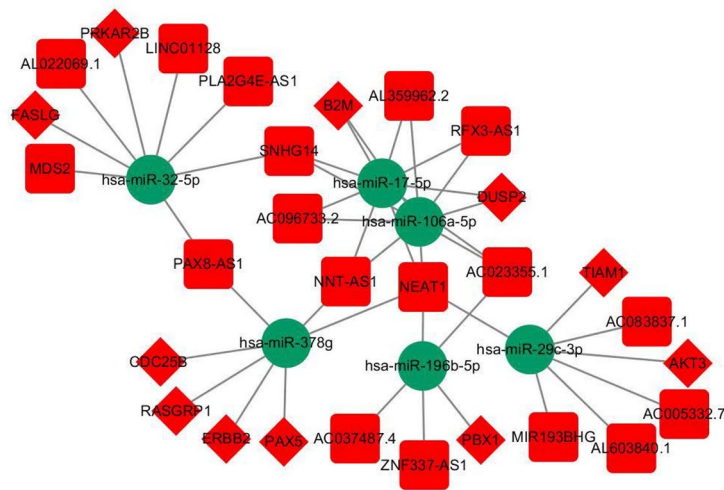 PRKAR2B
LINC01128
AL022069.1
PLA2G4E-AS1
FASLG
MDS2
hsa-miR-32-5p
B2M
AL359962.2
RFX3-AS1
SNHG14
hsa-miR-17-5p
DUSP2
AC096733.2
hsa-miR-106a-5p
PAX8-AS1
NNT-AS1
NEAT1
AC023355.1
TIAM1
AC083837.1
hsa-miR-378g
hsa-miR-196b-5p
hsa-miR-29c-3p
CDC25B
AKT3
RASGRP1
AC005332.7
ERBB2
PAX5
AC037487.4
PBX1
MIR193BHG
AL603840.1
ZNF337-AS1